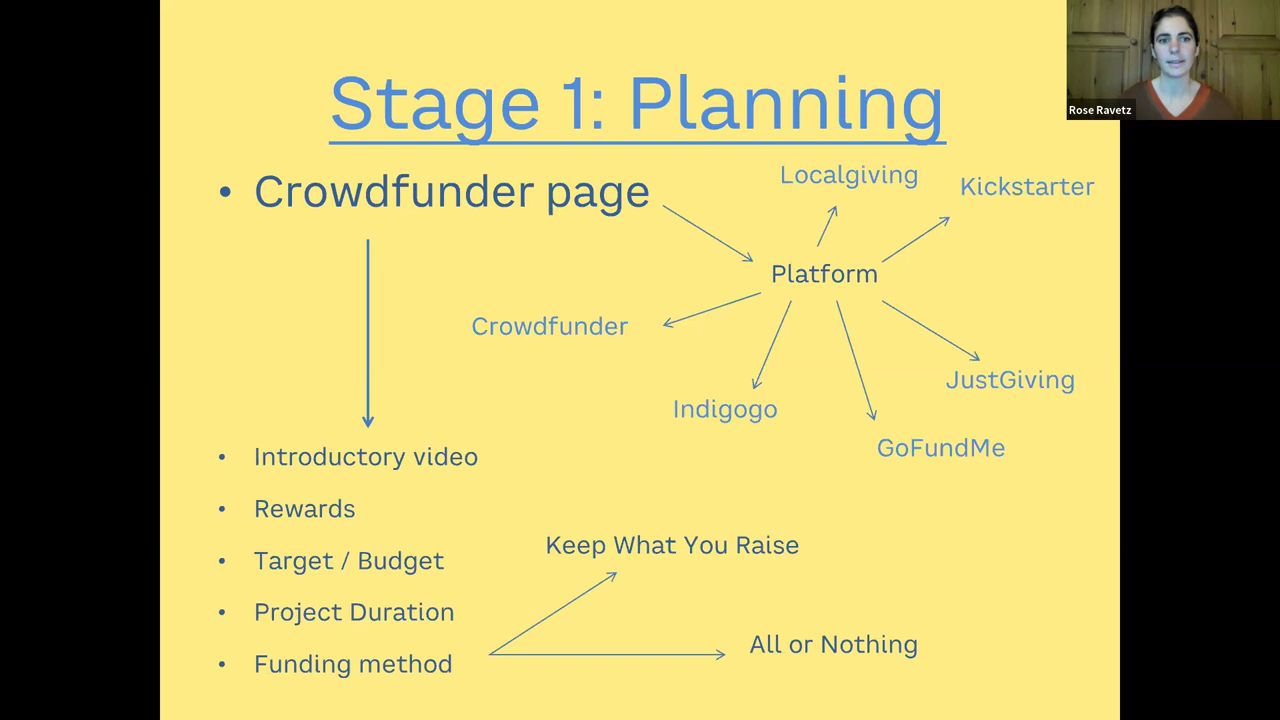 Stage 1: Planning
Rose Ravetz
• Crowdfunder page
Localgiving
Kickstarter
Platform
Crowdfunder
JustGiving
Indigogo
GoFundMe
• Introductory video
• Rewards
• Target / Budget
• Project Duration
• Funding method
Keep What You Raise
All or Nothing